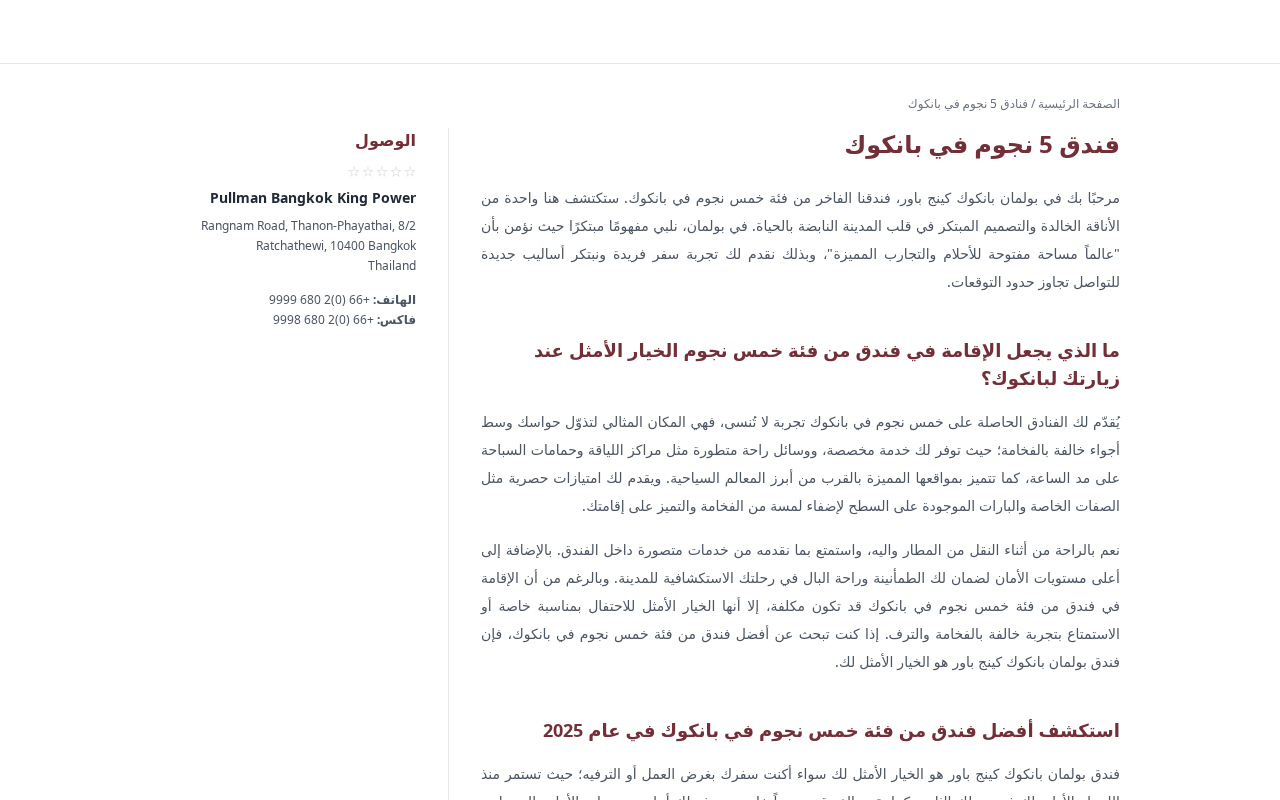 الصفحة الرئيسية / فنادق 5 نجوم في بانكوك
فندق 5 نجوم في بانكوك
مرحبًا بك في بولمان بانكوك كينج باور، فندقنا الفاخر من فئة خمس نجوم في بانكوك. ستكتشف هنا واحدة من
الأناقة الخالدة والتصميم المبتكر في قلب المدينة النابضة بالحياة. في بولمان، نلبي مفهومًا مبتكرًا حيث نؤمن بأن
"عالماً مساحة مفتوحة للأحلام والتجارب المميزة"، وبذلك نقدم لك تجربة سفر فريدة ونبتكر أساليب جديدة
للتواصل تجاوز حدود التوقعات.
ما الذي يجعل الإقامة في فندق من فئة خمس نجوم الخيار الأمثل عند
زيارتك لبانكوك؟
يُقدّم لك الفنادق الحاصلة على خمس نجوم في بانكوك تجربة لا تُنسى، فهي المكان المثالي لتذوّل حواسك وسط
أجواء خالفة بالفخامة؛ حيث توفر لك خدمة مخصصة، ووسائل راحة متطورة مثل مراكز اللياقة وحمامات السباحة
على مد الساعة، كما تتميز بمواقعها المميزة بالقرب من أبرز المعالم السياحية. ويقدم لك امتيازات حصرية مثل
الصفات الخاصة والبارات الموجودة على السطح لإضفاء لمسة من الفخامة والتميز على إقامتك.
نعم بالراحة من أثناء النقل من المطار واليه، واستمتع بما نقدمه من خدمات متصورة داخل الفندق. بالإضافة إلى
أعلى مستويات الأمان لضمان لك الطمأنينة وراحة البال في رحلتك الاستكشافية للمدينة. وبالرغم من أن الإقامة
في فندق من فئة خمس نجوم في بانكوك قد تكون مكلفة، إلا أنها الخيار الأمثل للاحتفال بمناسبة خاصة أو
الاستمتاع بتجربة خالفة بالفخامة والترف. إذا كنت تبحث عن أفضل فندق من فئة خمس نجوم في بانكوك، فإن
فندق بولمان بانكوك كينج باور هو الخيار الأمثل لك.
استكشف أفضل فندق من فئة خمس نجوم في بانكوك في عام 2025
فندق بولمان بانكوك كينج باور هو الخيار الأمثل لك سواء أكنت سفرك بغرض العمل أو الترفيه؛ حيث تستمر منذ
الوصول
☆☆☆☆☆
Pullman Bangkok King Power
8/2 Rangnam Road, Thanon-Phayathai,
Ratchathewi, 10400 Bangkok
Thailand
الهاتف: +66 (0)2 680 9999
فاكس: +66 (0)2 680 9998